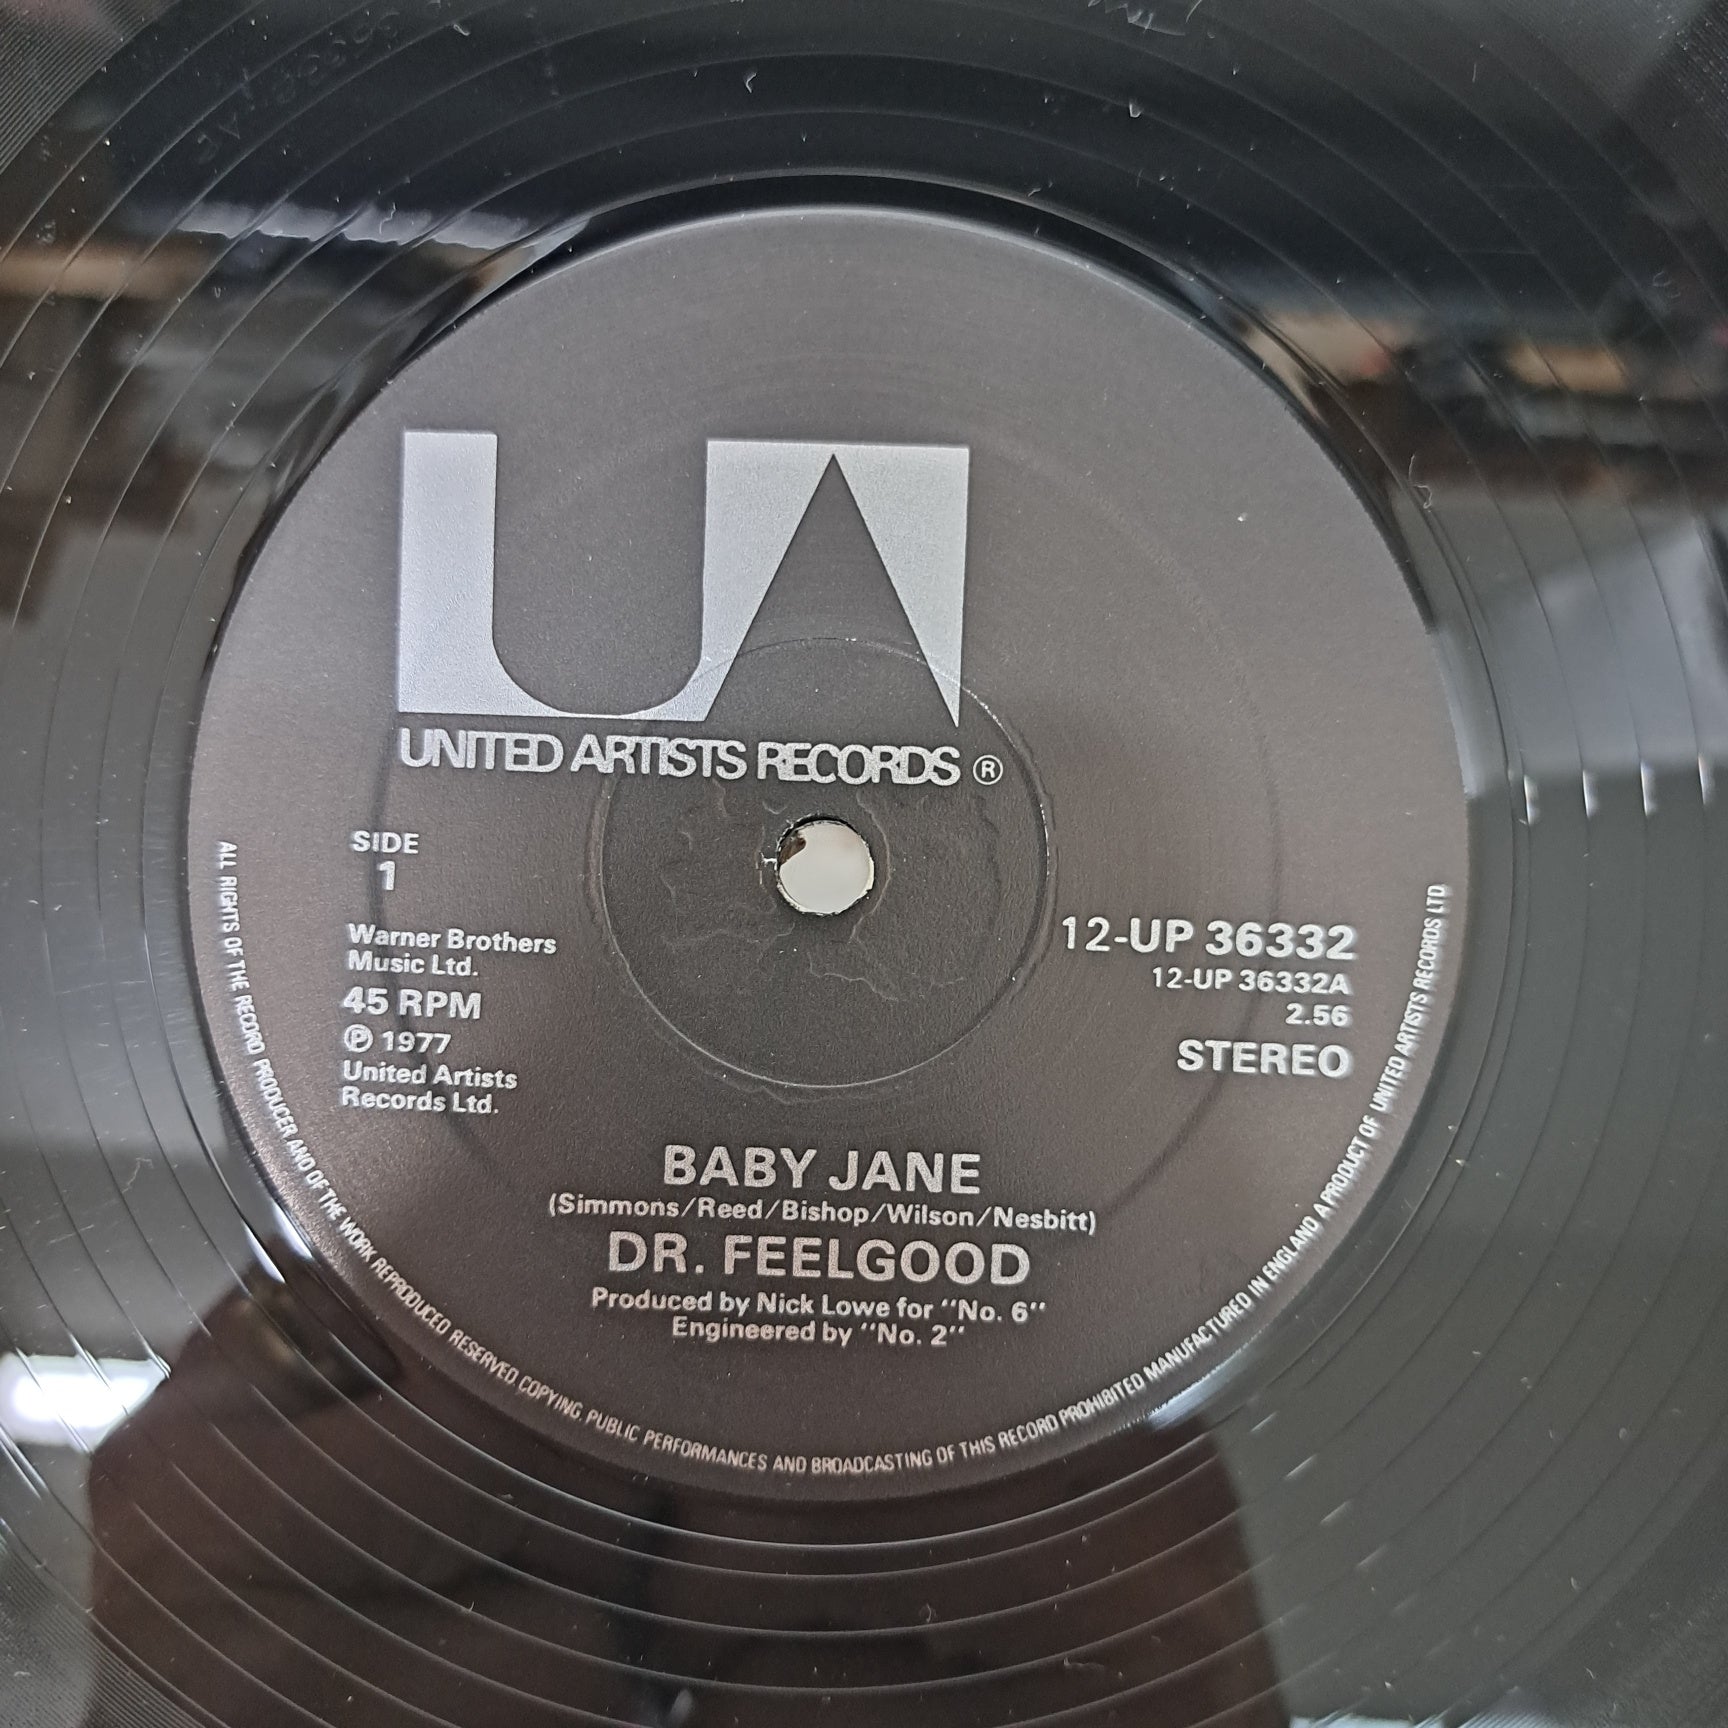 UA
UNITED ARTISTS RECORDS ®
SIDE
1
Warner Brothers
Music Ltd.
45 RPM
℗ 1977
United Artists
Records Ltd.
12-UP 36332
12-UP 36332A
2.56
STEREO
BABY JANE
(Simmons/Reed/Bishop/Wilson/Nesbitt)
DR. FEELGOOD
Produced by Nick Lowe for "No. 6"
Engineered by "No. 2"
ALL RIGHTS OF THE RECORD PRODUCER AND OF THE WORK REPRODUCED RESERVED. COPYING, PUBLIC PERFORMANCES AND BROADCASTING OF THIS RECORD PROHIBITED MANUFACTURED IN ENGLAND A PRODUCT OF UNITED ARTISTS RECORDS LTD